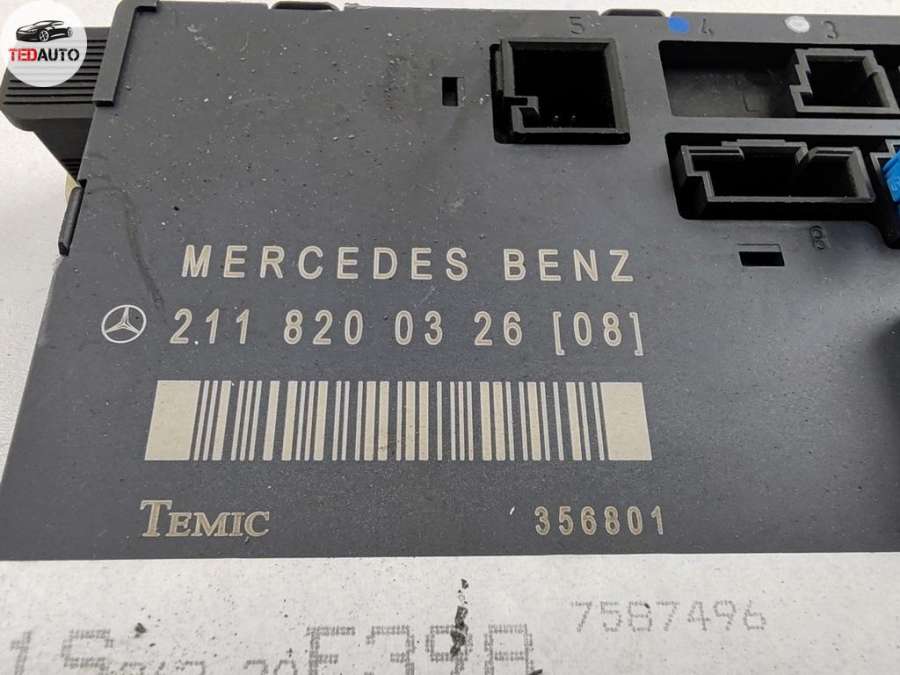 TEDAUTO
5 4 3
MERCEDES BENZ
211 820 03 26 [08]
TEMIC 356801
7587496